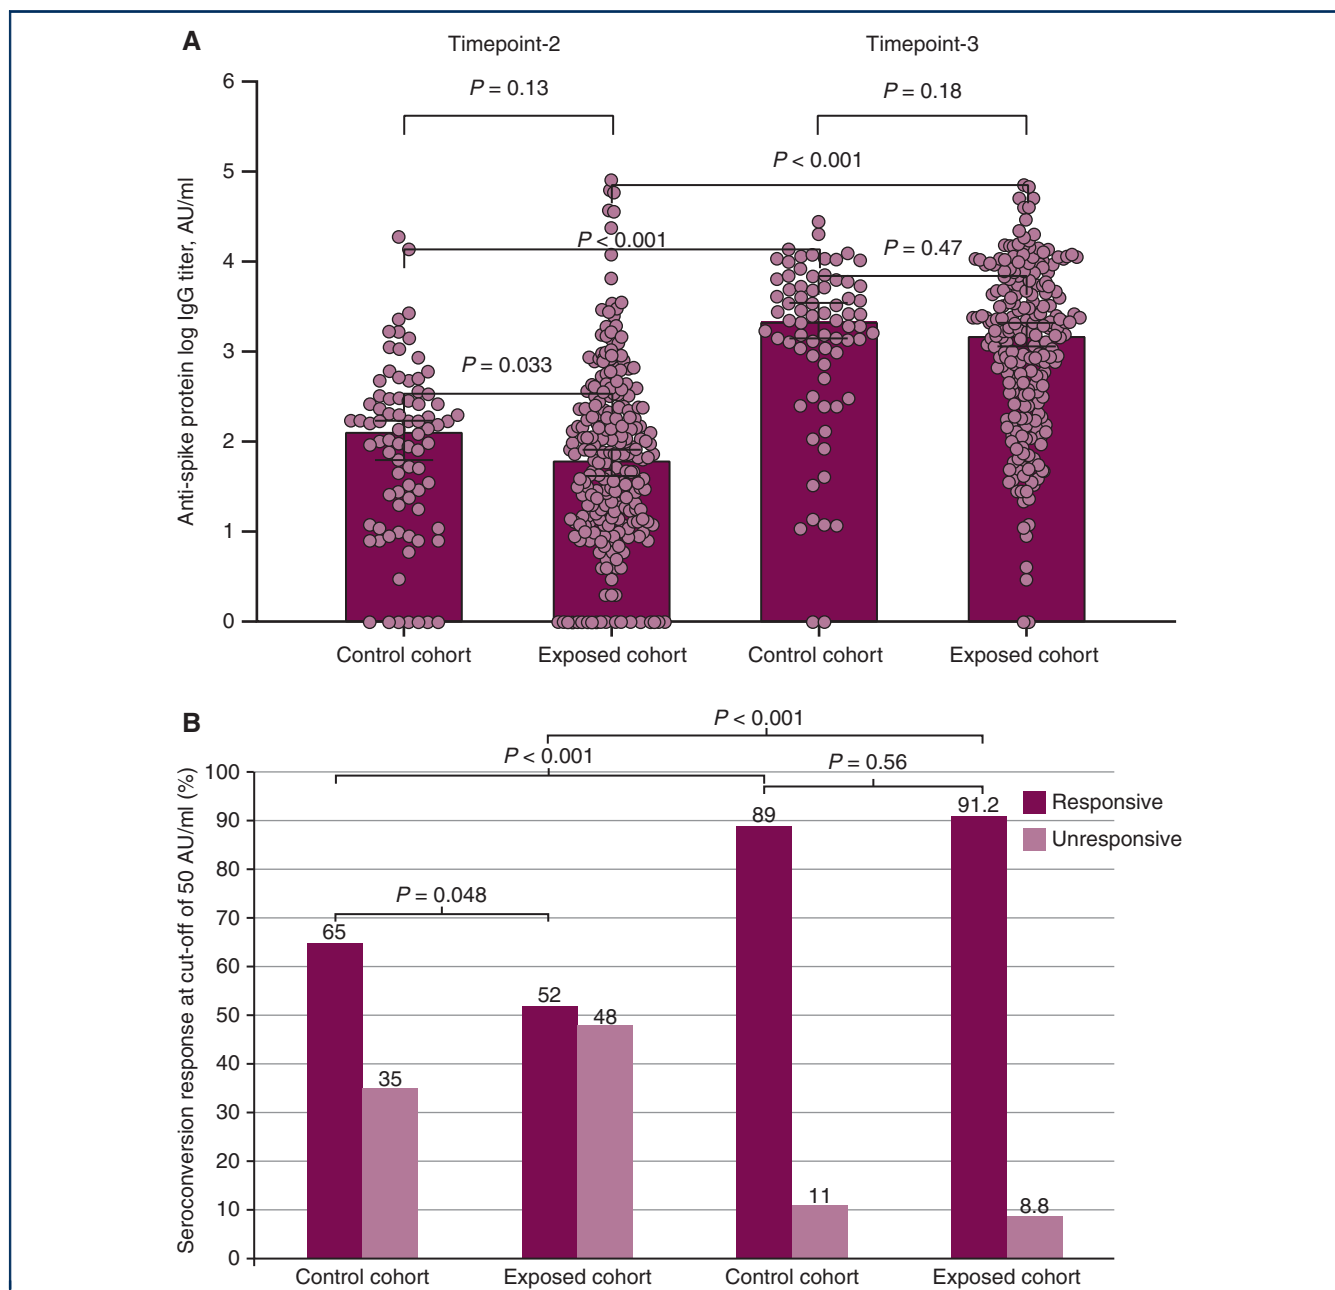 A
Timepoint-2
Timepoint-3
6
P = 0.13
P = 0.18
5
P < 0.001
P < 0.001
P = 0.47
4
3
P = 0.033
2
1
0
Anti-spike protein log IgG titer, AU/ml
Control cohort
Exposed cohort
Control cohort
Exposed cohort
B
P < 0.001
P < 0.001
P = 0.56
100
90
80
70
60
50
40
30
20
10
0
Seroconversion response at cut-off of 50 AU/ml (%)
Responsive
Unresponsive
P = 0.048
65
35
52
48
89
11
91.2
8.8
Control cohort
Exposed cohort
Control cohort
Exposed cohort